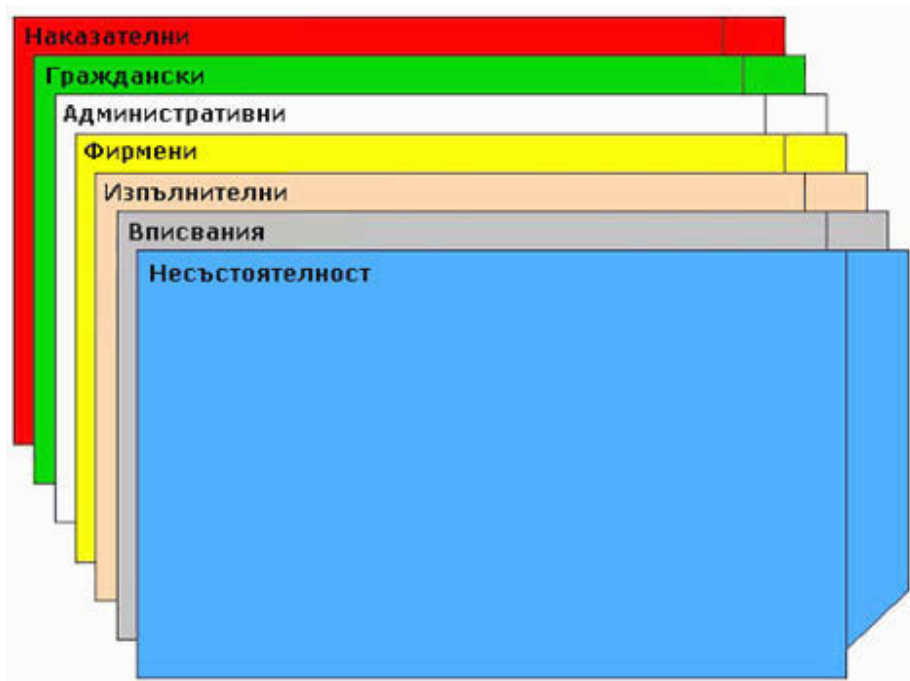 Наказателни
Граждански
Административни
Фирмени
Изпълнителни
Вписвания
Несъстоятелност